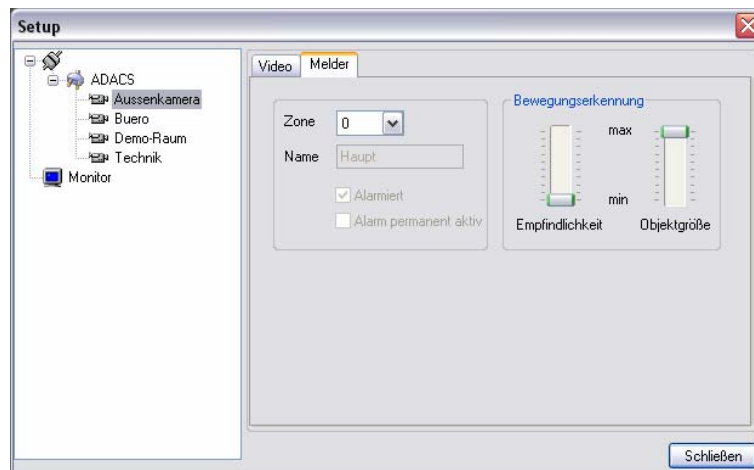 Setup
ADACS
Aussenkamera
Buero
Demo-Raum
Technik
Monitor
Video
Melder
Zone
0
Name
Haupt
Alarmiert
Alarm permanent aktiv
Bewegungserkennung
max
min
Empfindlichkeit
Objektgröße
Schließen